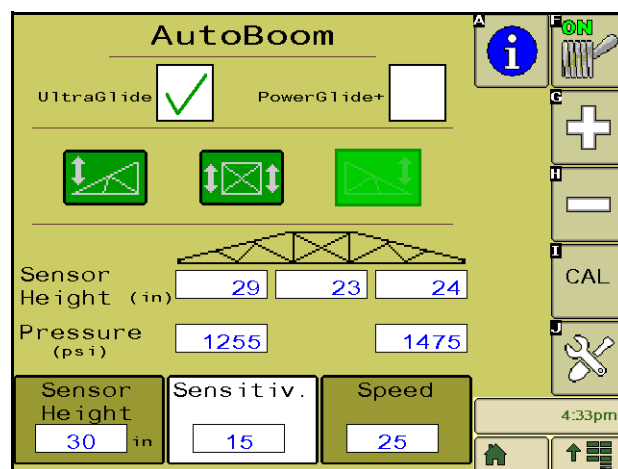 AutoBoom
UltraGlide PowerGlide+
Sensor
Height (in) 29 23 24
Pressure
(psi) 1255 1475
Sensor
Height
30 in
Sensitiv.
15
Speed
25
A
F
ON
G
H
I
CAL
J
4:33pm